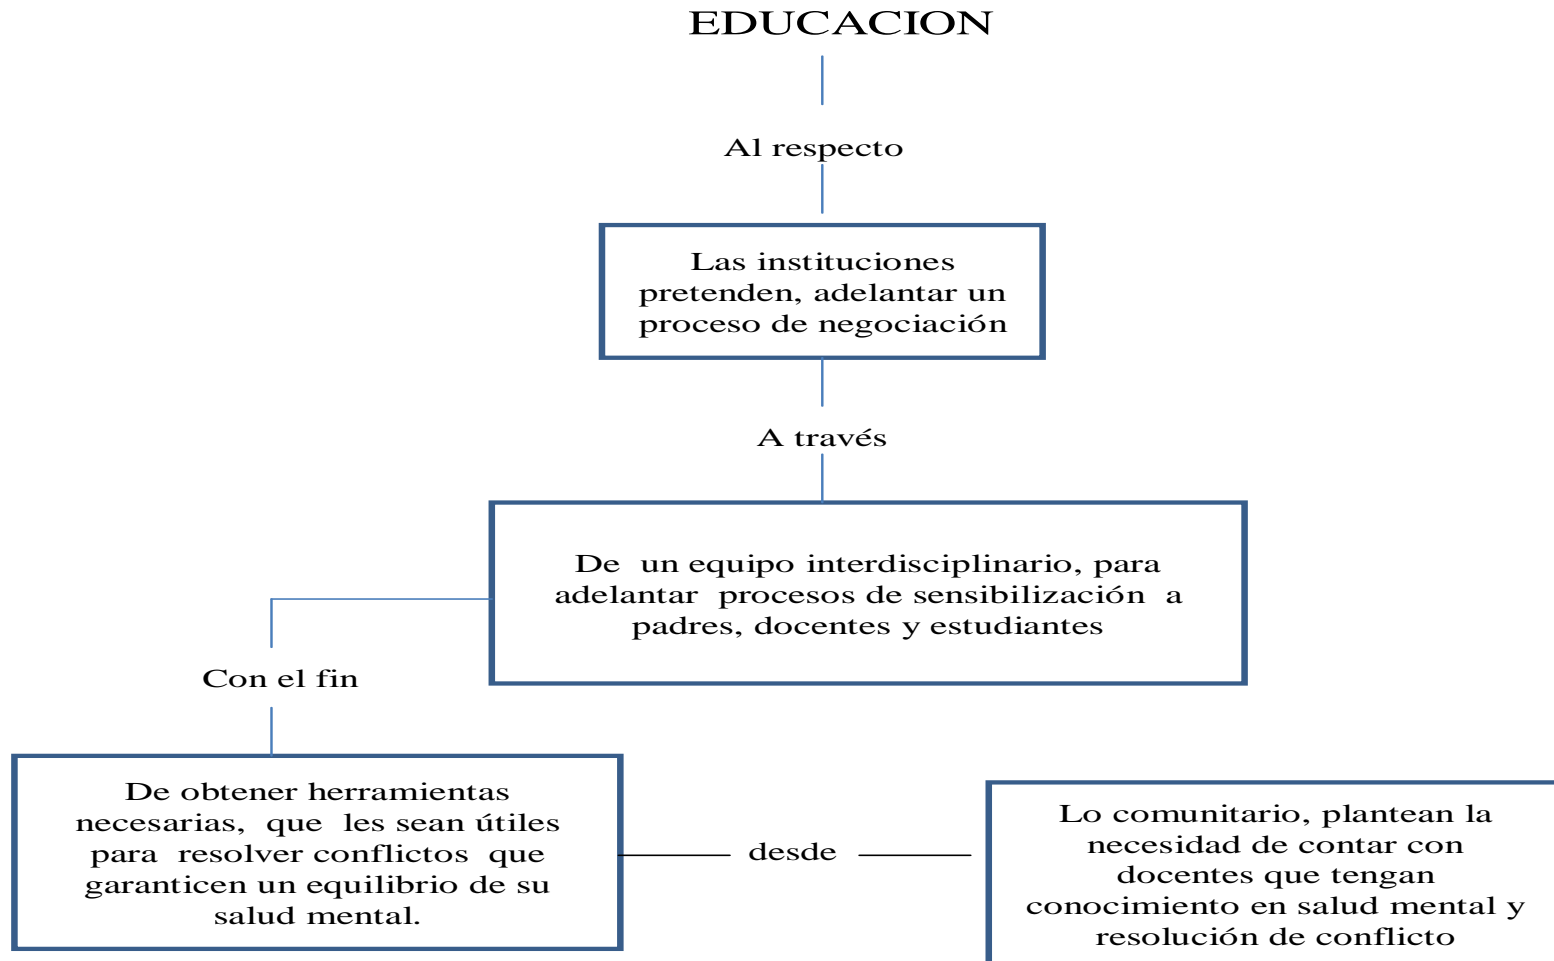 EDUCACION
Al respecto
Las instituciones
pretenden, adelantar un
proceso de negociación
A través
De un equipo interdisciplinario, para
adelantar procesos de sensibilización a
padres, docentes y estudiantes
Con el fin
De obtener herramientas
necesarias, que les sean útiles
para resolver conflictos que
garanticen un equilibrio de su
salud mental.
desde
Lo comunitario, plantean la
necesidad de contar con
docentes que tengan
conocimiento en salud mental y
resolución de conflicto